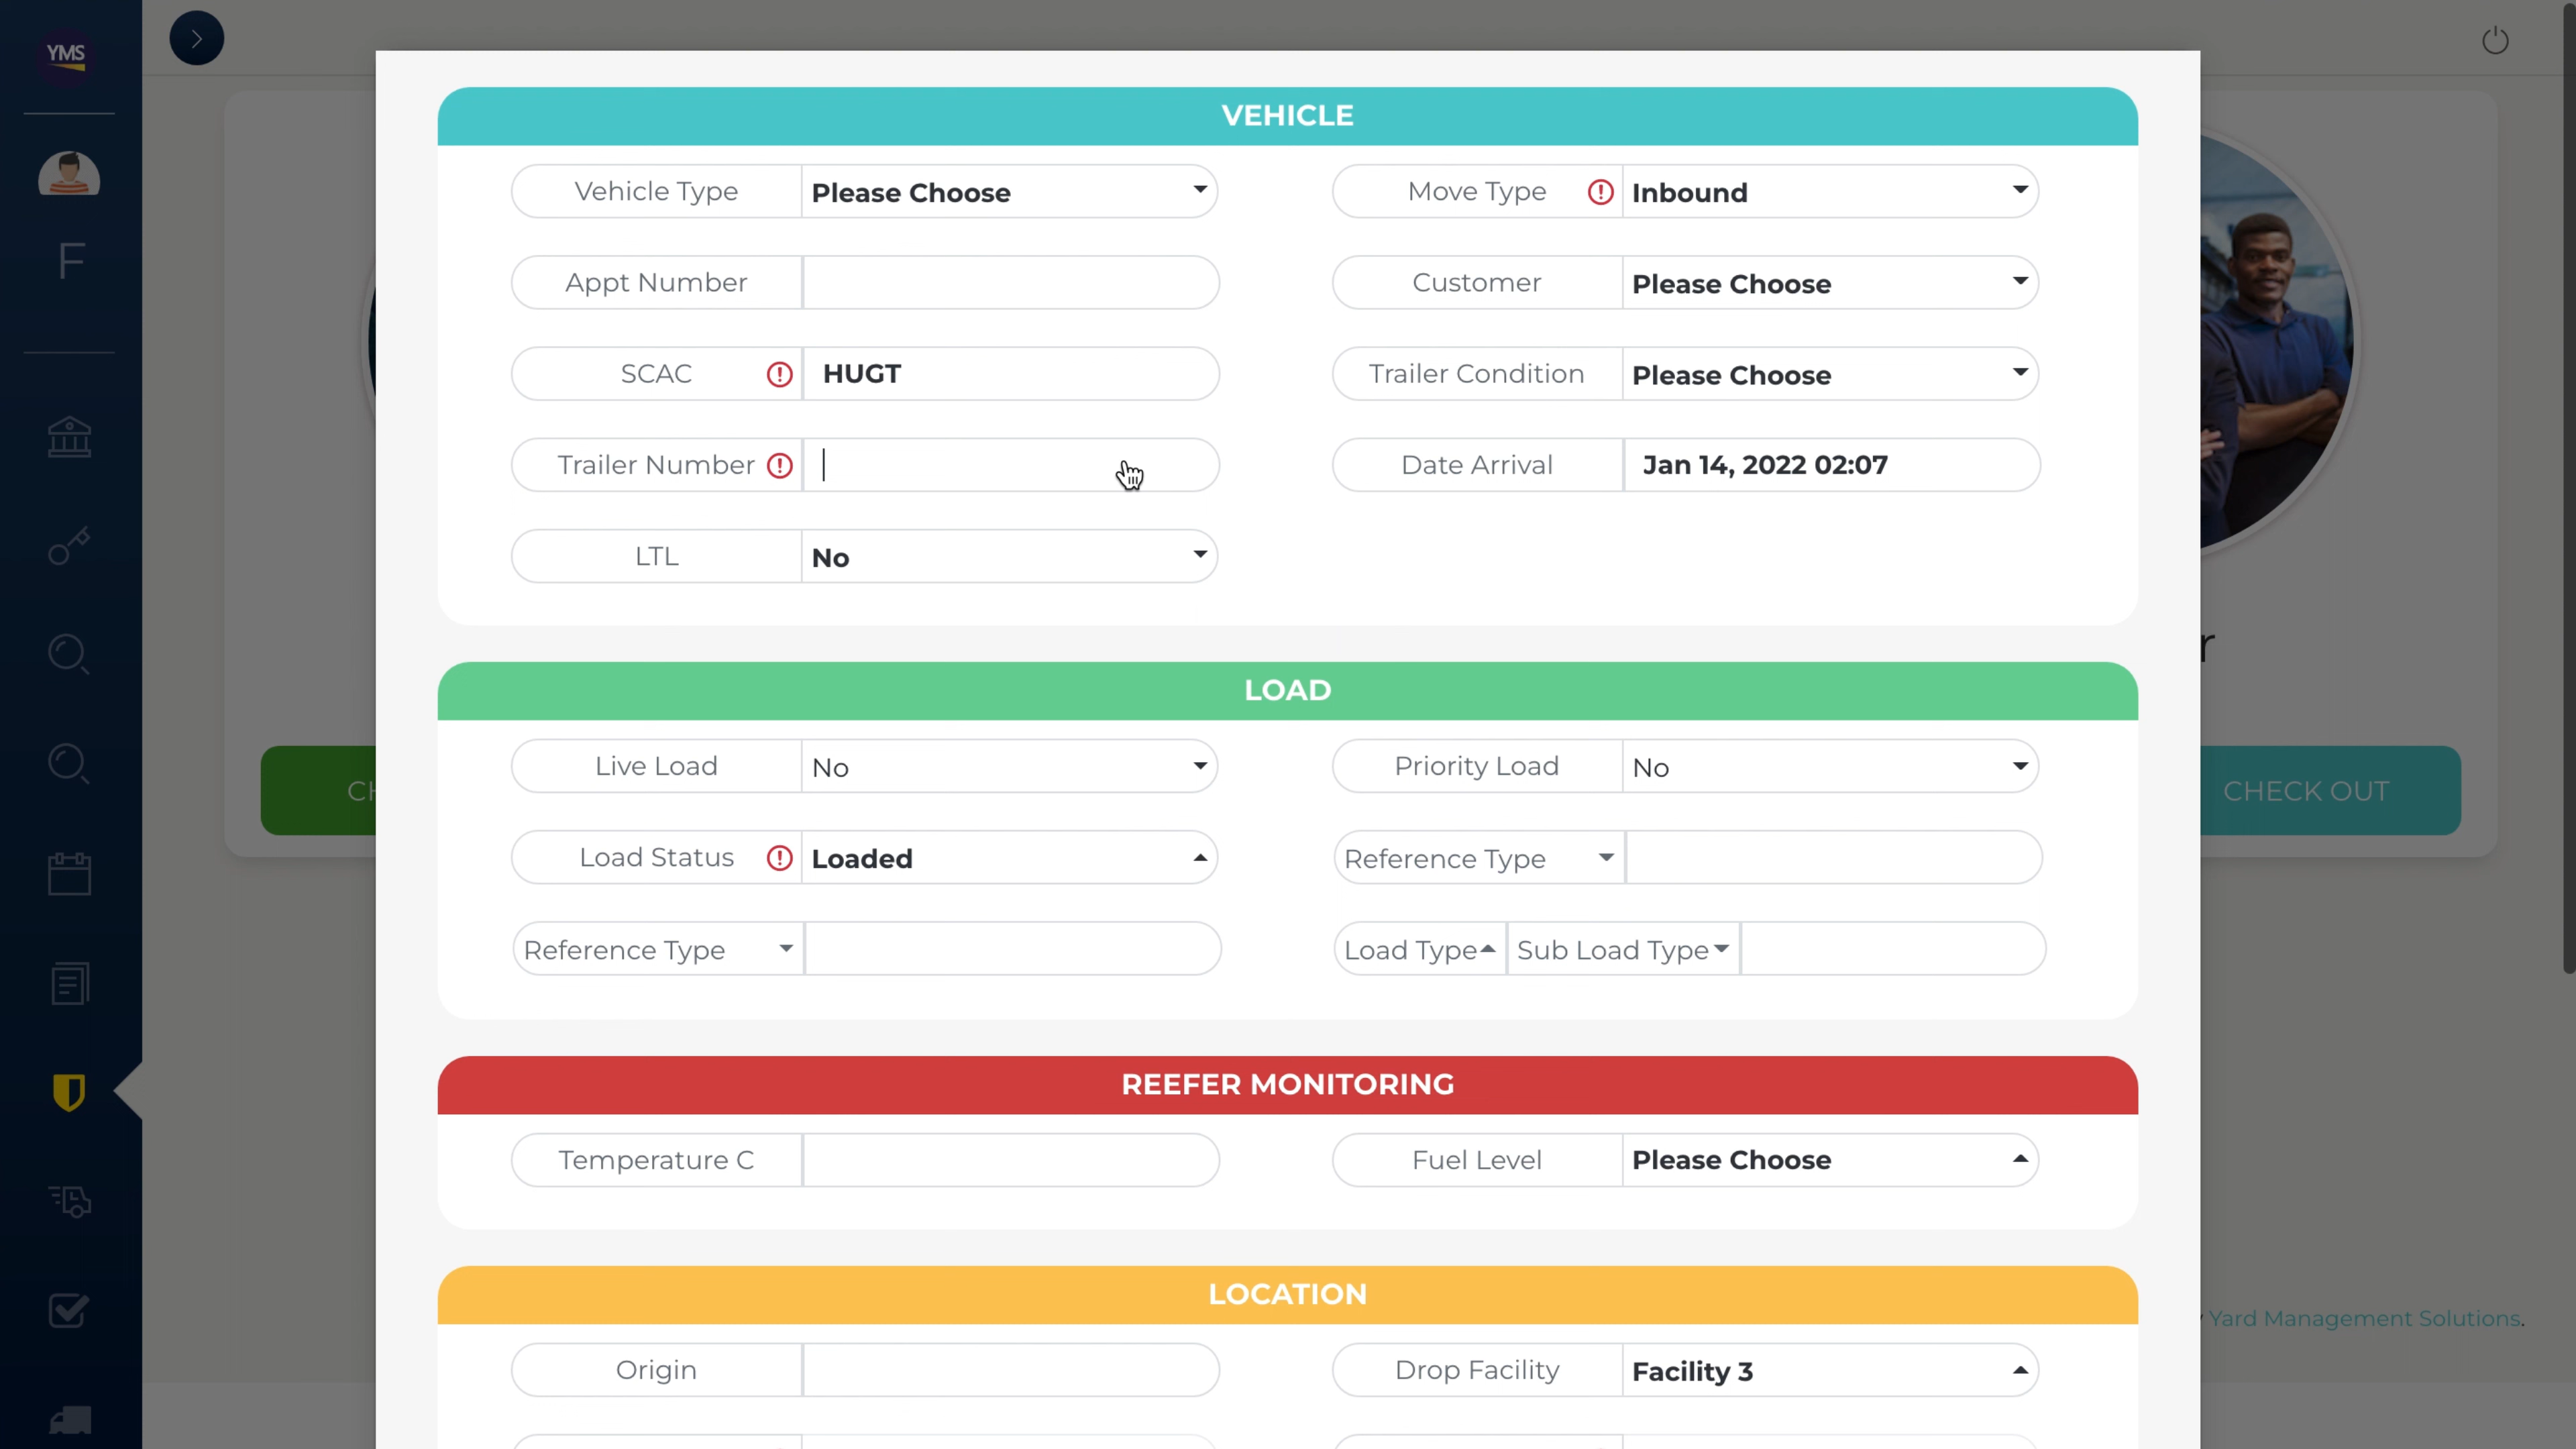 YMS
F
VEHICLE
Vehicle Type Please Choose
Move Type Inbound
Appt Number
Customer Please Choose
SCAC HUGT
Trailer Condition Please Choose
Trailer Number
Date Arrival Jan 14, 2022 02:07
LTL No
LOAD
Live Load No
Priority Load No
CHECK OUT
Load Status Loaded
Reference Type
Reference Type
Load Type Sub Load Type
REEFER MONITORING
Temperature C
Fuel Level Please Choose
LOCATION
Yard Management Solutions.
Origin
Drop Facility Facility 3